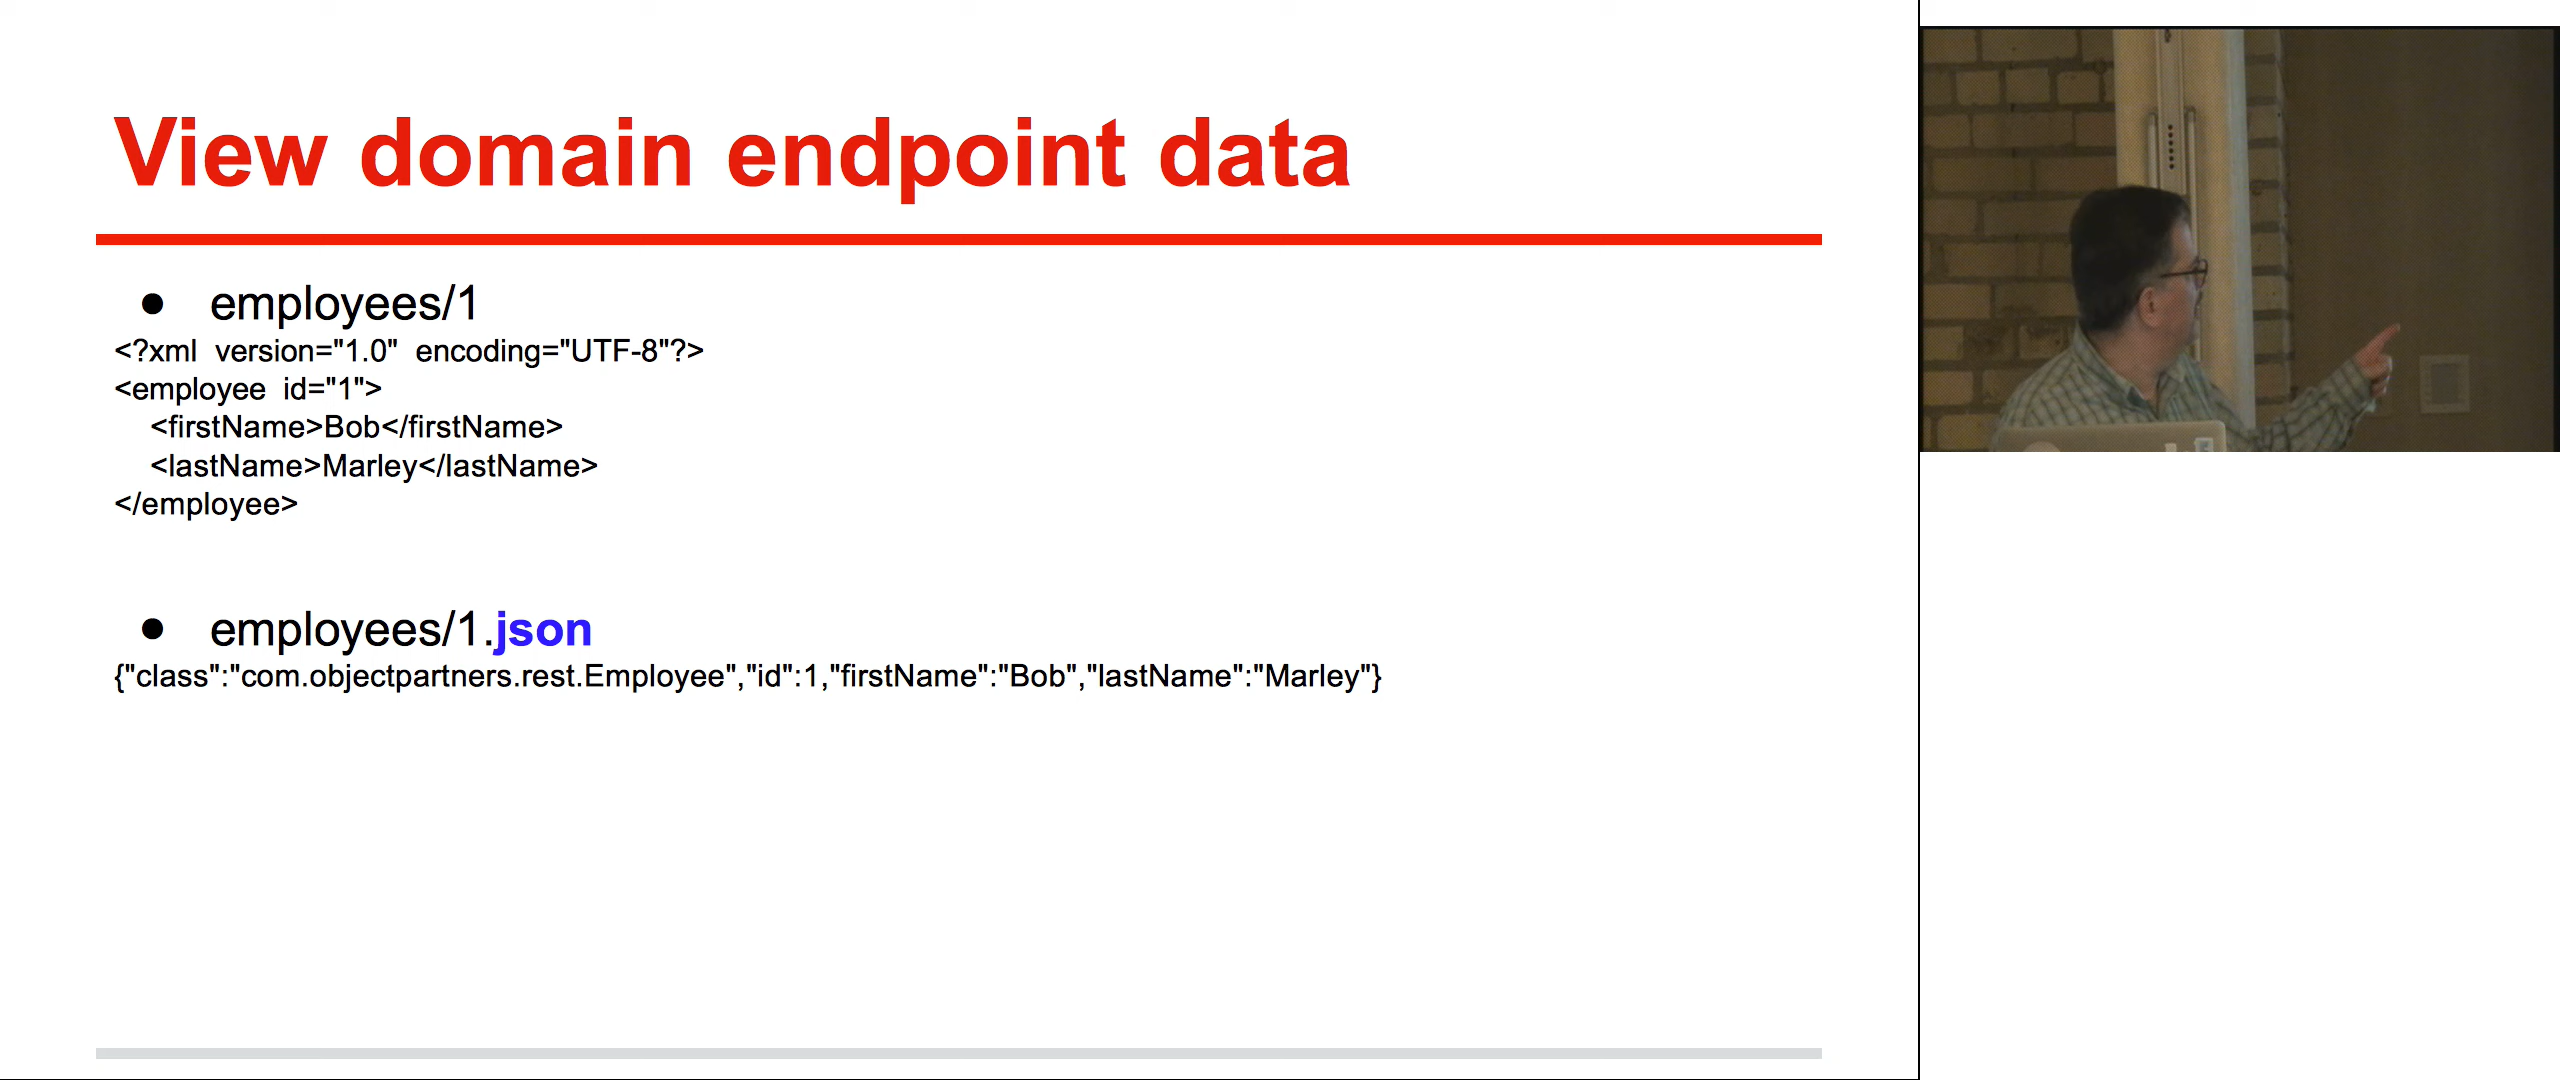 View domain endpoint data
● employees/1
<?xml version="1.0" encoding="UTF-8"?>
<employee id="1">
<firstName>Bob</firstName>
<lastName>Marley</lastName>
</employee>
● employees/1.json
{"class":"com.objectpartners.rest.Employee","id":1,"firstName":"Bob","lastName":"Marley"}